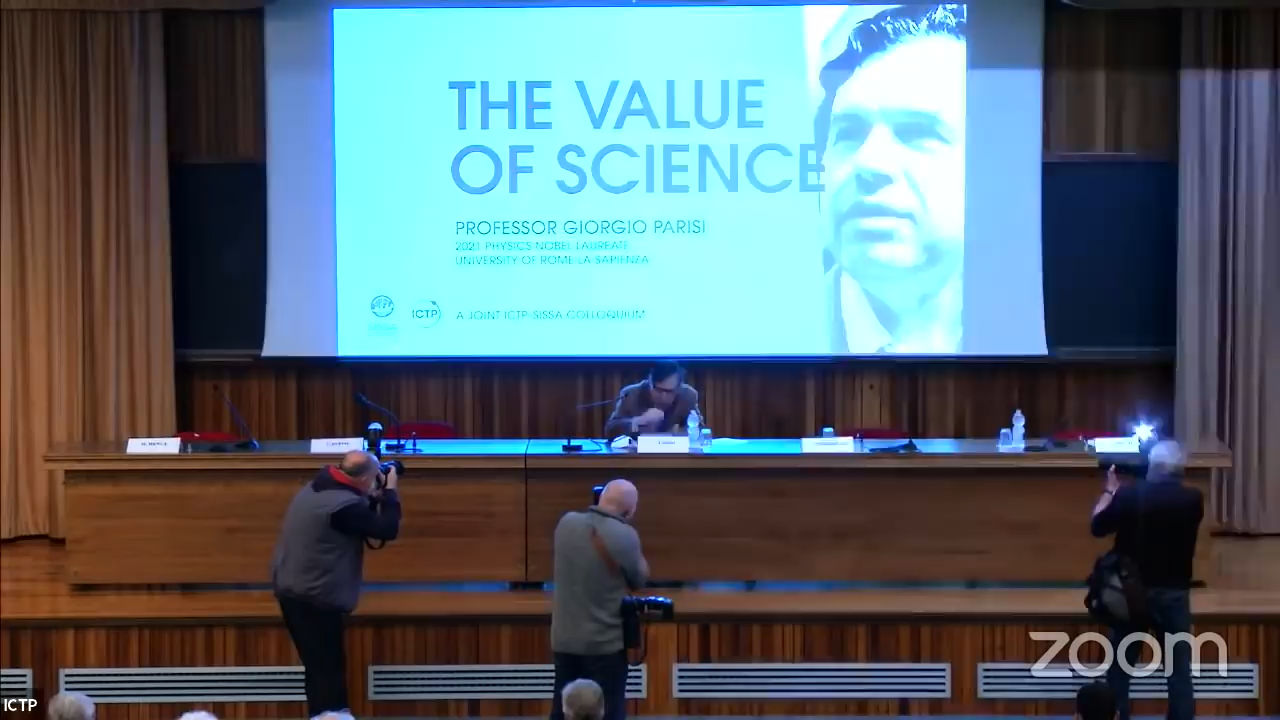 THE VALUE
OF SCIENCE
PROFESSOR GIORGIO PARISI
2021 PHYSICS NOBEL LAUREATE
UNIVERSITY OF ROME LA SAPIENZA
ICTP
A JOINT ICTP-SISSA COLLOQUIUM
zoom
ICTP